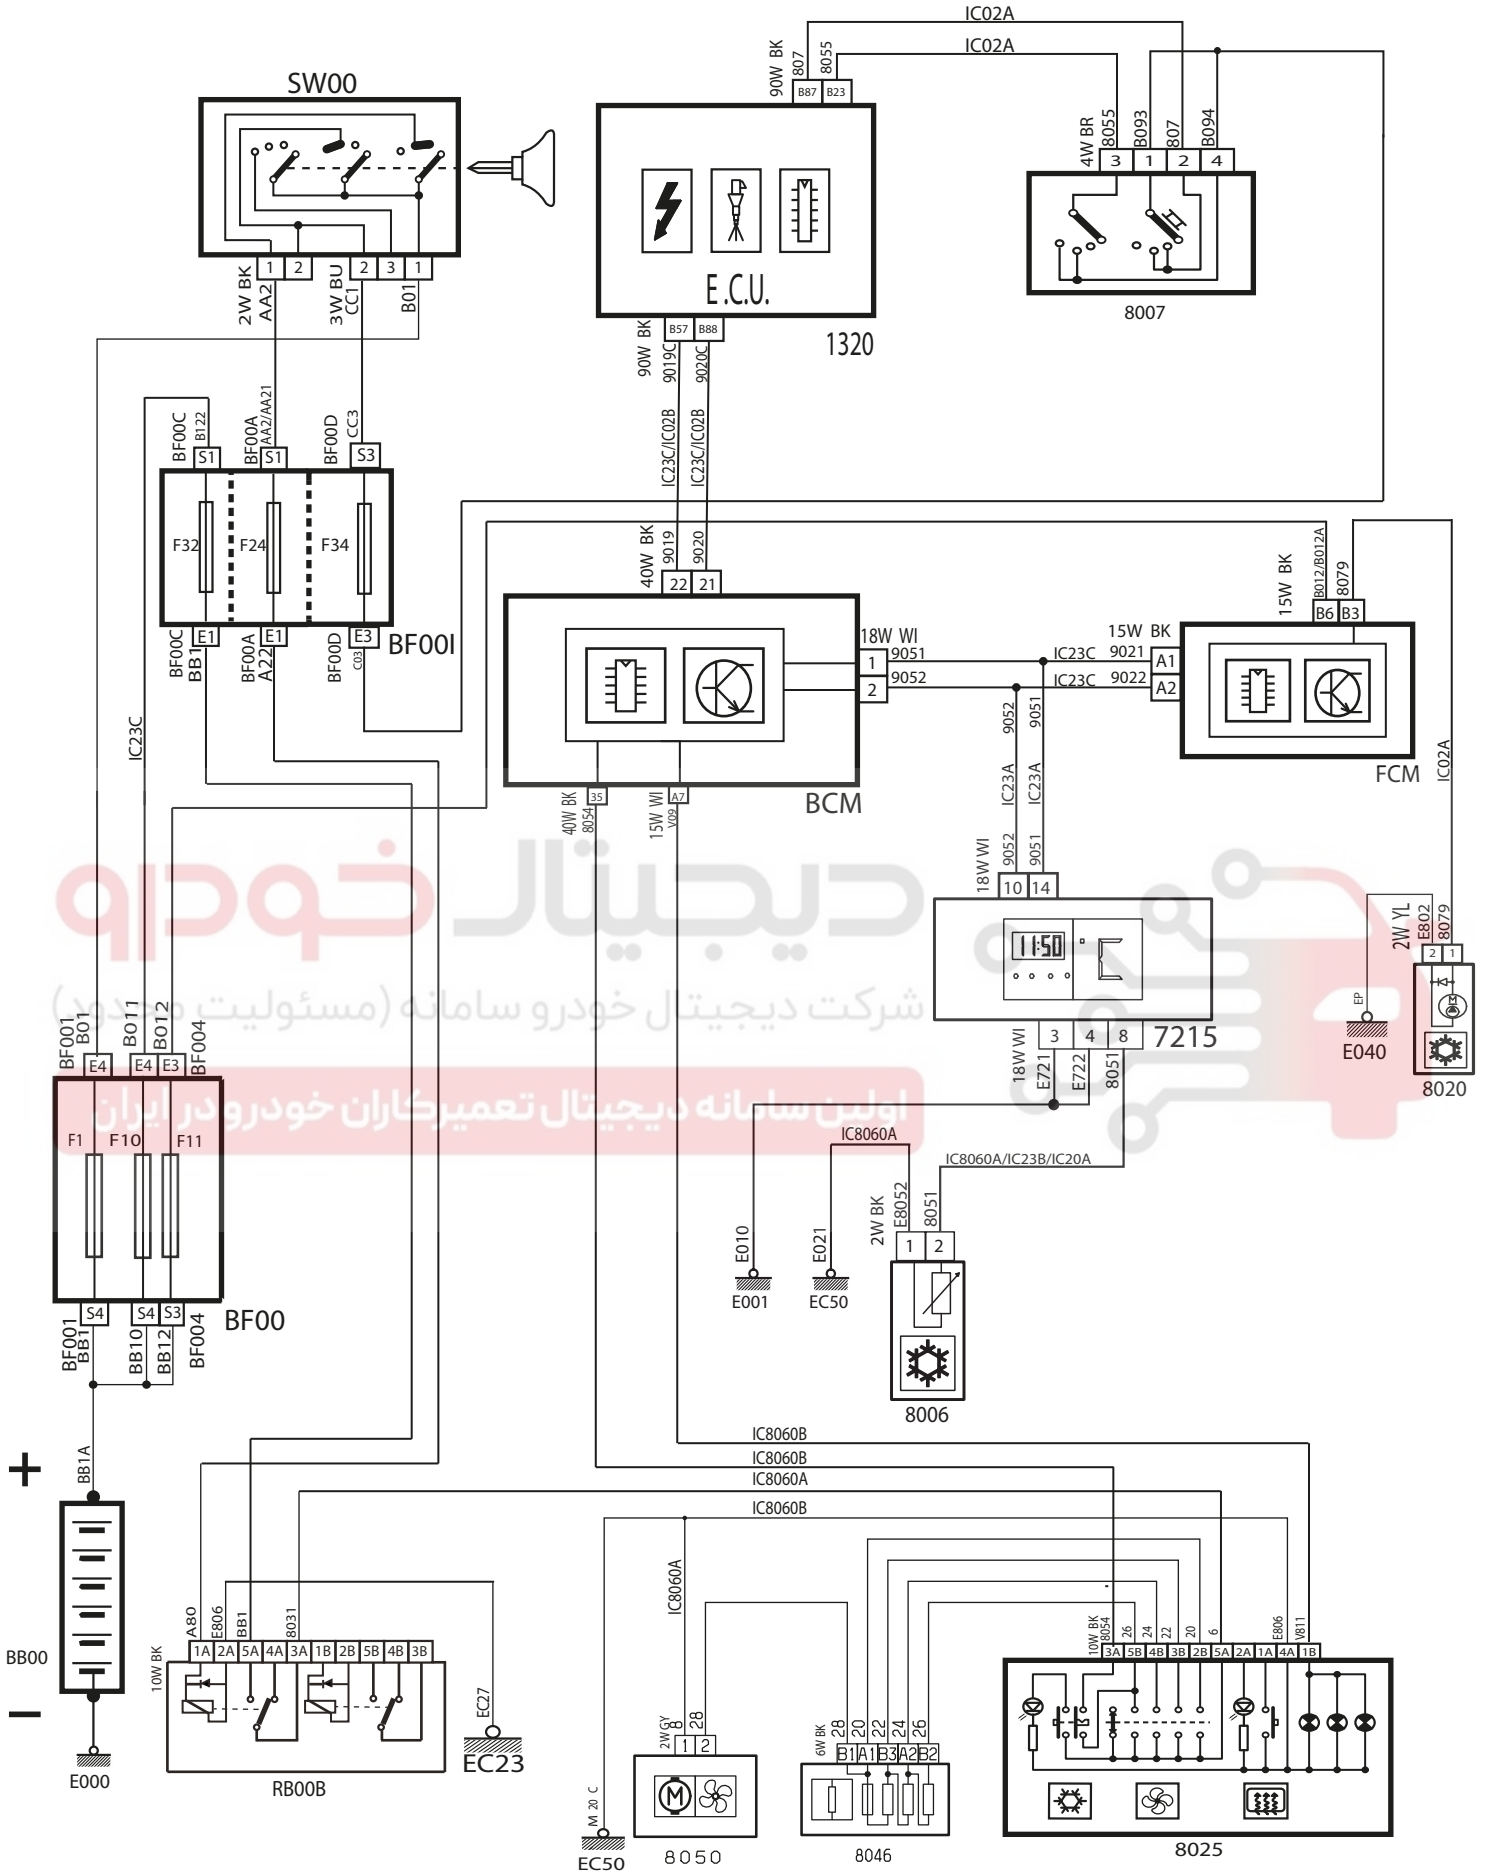 IC02A
IC02A
90W BK
807
8055
B87
B23
SW00
4W BR
8055
B093
807
B094
3
1
2
4
E.C.U.
8007
1
2
2
3
1
2W BK
AA2
3W BU
CC1
B01
90W BK
B57
B88
1320
9019C
9020C
IC23C/IC02B
IC23C/IC02B
BF00C
B122
BF00A
AA2/AA21
BF00D
CC3
S1
S1
S3
F32
F24
F34
40W BK
9019
9020
22
21
15W BK
B012/B012A
8079
B6
B3
BF00C
BB1
E1
BF00A
A22
E1
BF00D
C03
E3
BF00I
18W WI
9051
1
9052
2
IC23C
IC23C
15W BK
9021
A1
9022
A2
9052
9051
IC23A
IC23A
FCM
IC02A
IC23C
40W BK
8054
35
15W WI
V09
A7
BCM
دیجیتال خودرو
شرکت دیجیتال خودرو سامانه (مسئولیت محدود)
اولین سامانه دیجیتال تعمیرکاران خودرو در ایران
18W WI
9052
9051
10
14
11:50
2W YL
E802
8079
2
1
EP
E040
8020
18W WI
3
4
8
7215
E721
E722
8051
BF001
B01
B011
B012
BF004
E4
E4
E3
F1
F10
F11
S4
S4
S3
BF00
BF001
BB1
BB10
BB12
BF004
IC8060A
IC8060A/IC23B/IC20A
2W BK
E8052
8051
1
2
E010
E021
E001
EC50
8006
BB1A
+
BB00
−
E000
IC8060B
IC8060B
IC8060A
IC8060B
IC8060A
A80
E806
BB1
8031
10W BK
1A
2A
5A
4A
3A
1B
2B
5B
4B
3B
RB00B
EC27
EC23
M 20 C
EC50
2W GY
8
28
1
2
M
8050
6W BK
28
20
22
24
26
B1
A1
B3
A2
B2
8046
10W BK
8054
26
24
22
20
6
E806
V811
3A
5B
4B
3B
2B
5A
2A
1A
4A
1B
8025